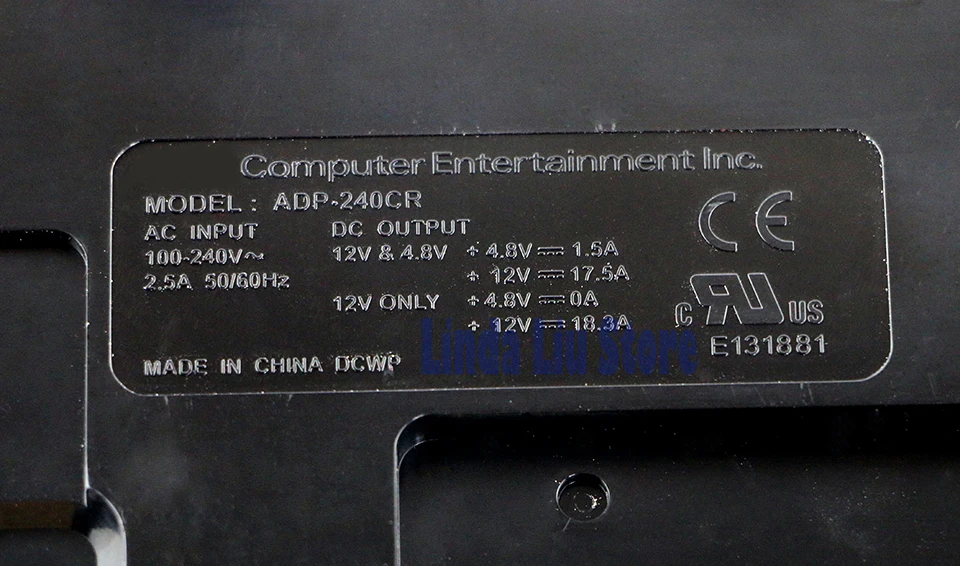 Computer Entertainment Inc.
MODEL : ADP-240CR
AC INPUT DC OUTPUT
100-240V~ 12V & 4.8V + 4.8V ⎓ 1.5A
+ 12V ⎓ 17.5A
2.5A 50/60Hz
12V ONLY + 4.8V ⎓ 0A
+ 12V ⎓ 18.3A
CE
C RU US
E131881
MADE IN CHINA DCWP
Linda Liu Store